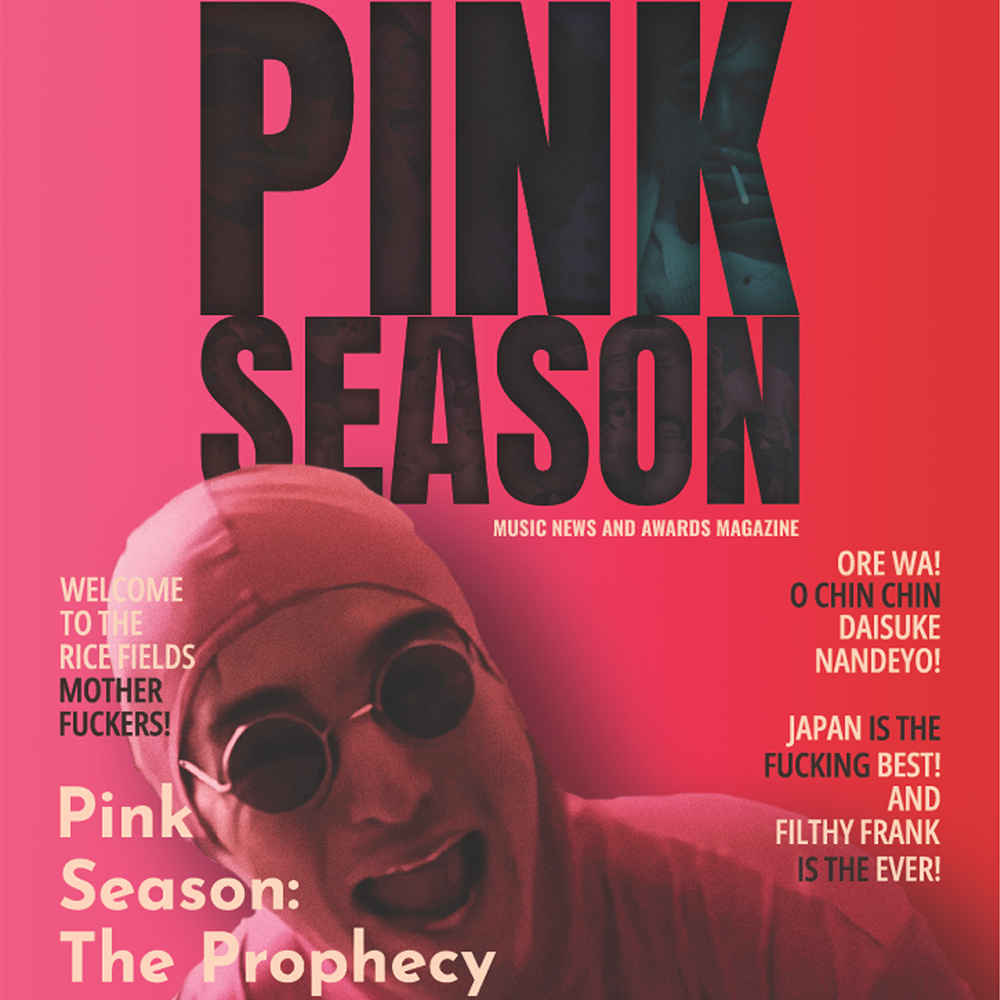 PINK
SEASON
MUSIC NEWS AND AWARDS MAGAZINE
WELCOME
TO THE
RICE FIELDS
MOTHER
FUCKERS!
ORE WA!
O CHIN CHIN
DAISUKE
NANDEYO!
JAPAN IS THE
FUCKING BEST!
AND
FILTHY FRANK
IS THE EVER!
Pink
Season:
The Prophecy